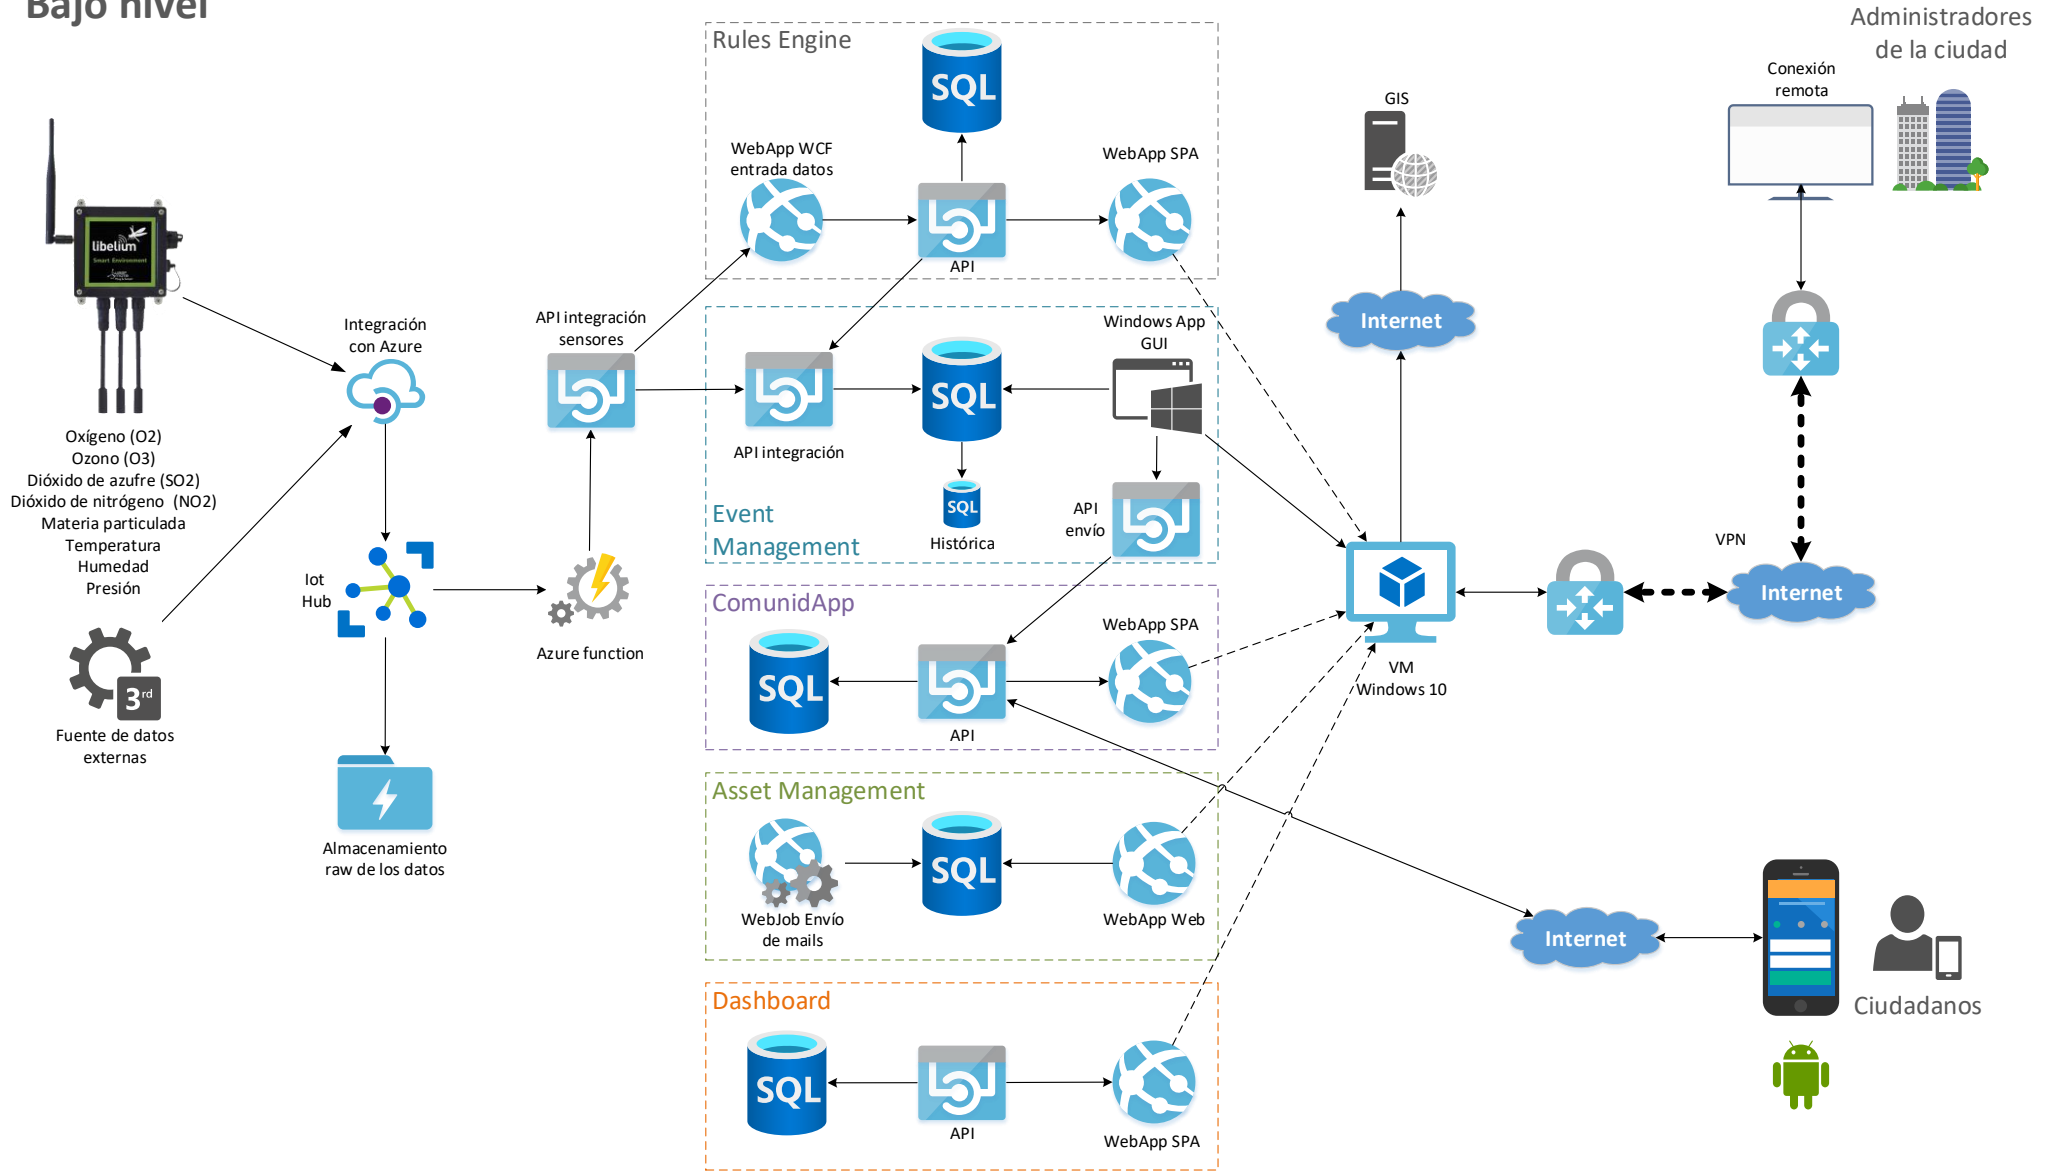 Bajo nivel
Administradores
de la ciudad
Rules Engine
SQL
Conexión
remota
GIS
WebApp WCF
entrada datos
WebApp SPA
API
libelium
Smart Environment
Internet
Integración
con Azure
API integración
sensores
Windows App
GUI
SQL
API integración
SQL
Histórica
API
envío
Event
Management
Oxígeno (O2)
Ozono (O3)
Dióxido de azufre (SO2)
Dióxido de nitrógeno (NO2)
Materia particulada
Temperatura
Humedad
Presión
Iot
Hub
Azure function
VPN
Internet
ComunidApp
WebApp SPA
SQL
API
VM
Windows 10
3rd
Fuente de datos
externas
Asset Management
SQL
Almacenamiento
raw de los datos
WebJob Envío
de mails
WebApp Web
Internet
Ciudadanos
Dashboard
SQL
API
WebApp SPA